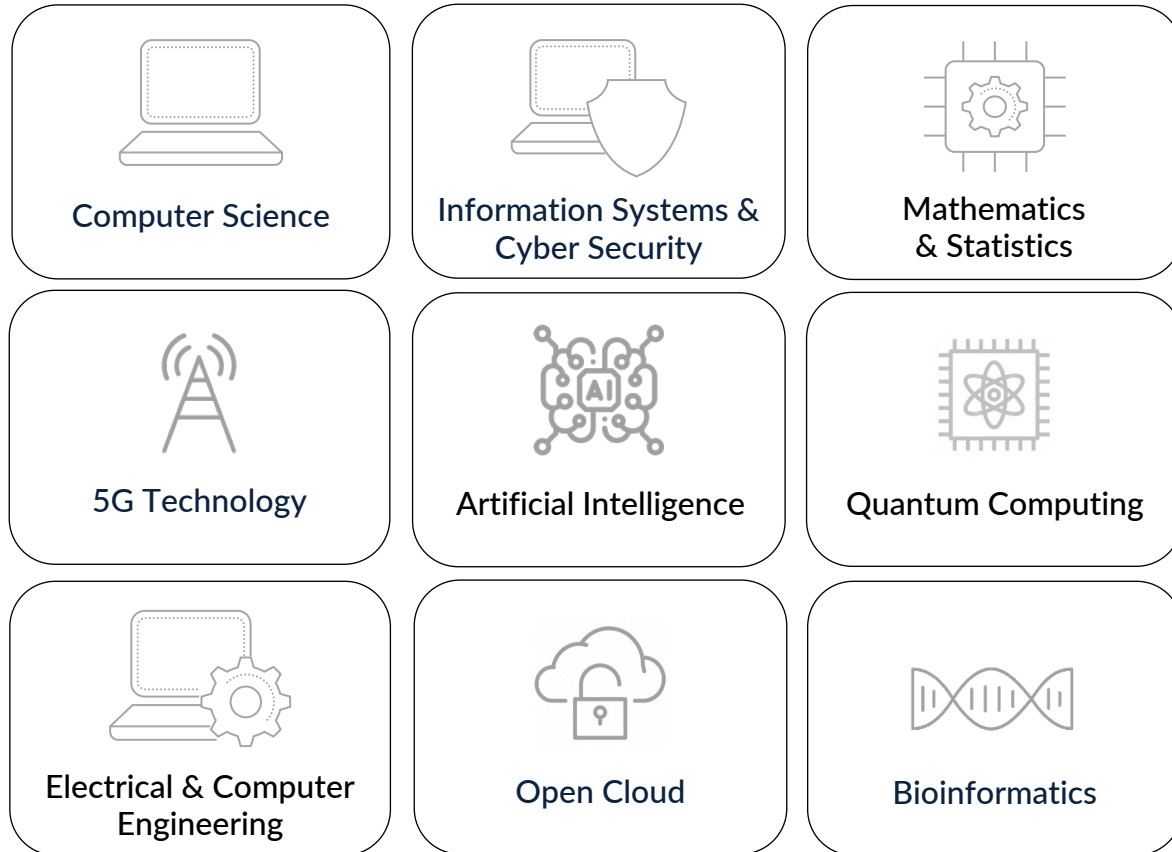 Computer Science
Information Systems &
Cyber Security
Mathematics
& Statistics
5G Technology
AI
Artificial Intelligence
Quantum Computing
Electrical & Computer
Engineering
Open Cloud
Bioinformatics